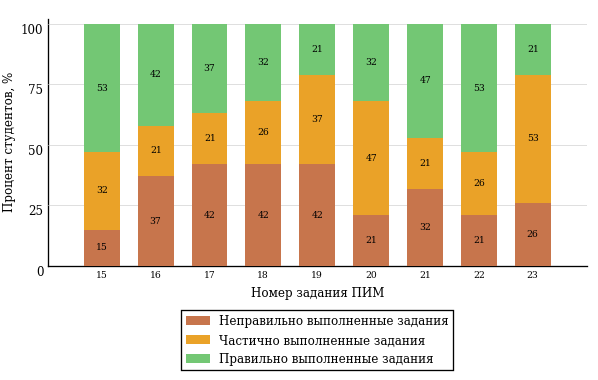 Процент студентов, %
100
75
50
25
0
53 42 37 32 21 32 47 53 21
32 21 21 26 37 47 21 26 53
15 37 42 42 42 21 32 21 26
15 16 17 18 19 20 21 22 23
Номер задания ПИМ
Неправильно выполненные задания
Частично выполненные задания
Правильно выполненные задания